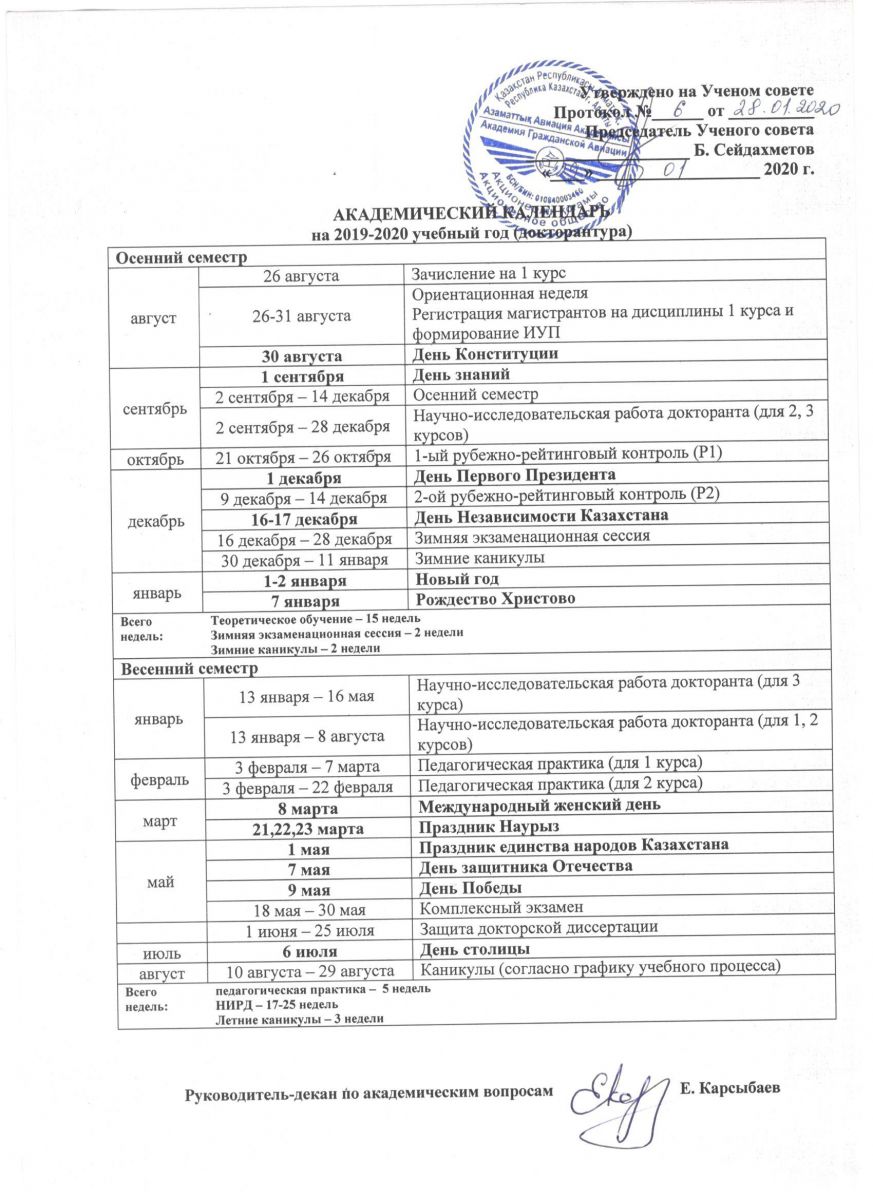 Утверждено на Ученом совете
Протокол № 6 от 28.01.2020
Председатель Ученого совета
Б. Сейдахметов
« » 01 2020 г.
Қазақстан Республикасы, Алматы қ.
Республика Казахстан, г. Алматы
Азаматтық Авиация Академиясы
Академия Гражданской Авиации
БСН/БИН: 010840003460
Акционерлік қоғамы
Акционерное общество
АКАДЕМИЧЕСКИЙ КАЛЕНДАРЬ
на 2019-2020 учебный год (докторантура)
Осенний семестр
август
26 августа Зачисление на 1 курс
26-31 августа Ориентационная неделя
Регистрация магистрантов на дисциплины 1 курса и
формирование ИУП
30 августа День Конституции
сентябрь
1 сентября День знаний
2 сентября – 14 декабря Осенний семестр
2 сентября – 28 декабря Научно-исследовательская работа докторанта (для 2, 3
курсов)
октябрь 21 октября – 26 октября 1-ый рубежно-рейтинговый контроль (Р1)
декабрь
1 декабря День Первого Президента
9 декабря – 14 декабря 2-ой рубежно-рейтинговый контроль (Р2)
16-17 декабря День Независимости Казахстана
16 декабря – 28 декабря Зимняя экзаменационная сессия
30 декабря – 11 января Зимние каникулы
январь
1-2 января Новый год
7 января Рождество Христово
Всего Теоретическое обучение – 15 недель
недель: Зимняя экзаменационная сессия – 2 недели
Зимние каникулы – 2 недели
Весенний семестр
январь
13 января – 16 мая Научно-исследовательская работа докторанта (для 3
курса)
13 января – 8 августа Научно-исследовательская работа докторанта (для 1, 2
курсов)
февраль
3 февраля – 7 марта Педагогическая практика (для 1 курса)
3 февраля – 22 февраля Педагогическая практика (для 2 курса)
март
8 марта Международный женский день
21,22,23 марта Праздник Наурыз
май
1 мая Праздник единства народов Казахстана
7 мая День защитника Отечества
9 мая День Победы
18 мая – 30 мая Комплексный экзамен
1 июня – 25 июля Защита докторской диссертации
июль 6 июля День столицы
август 10 августа – 29 августа Каникулы (согласно графику учебного процесса)
Всего педагогическая практика – 5 недель
недель: НИРД – 17-25 недель
Летние каникулы – 3 недели
Руководитель-декан по академическим вопросам Е. Карсыбаев